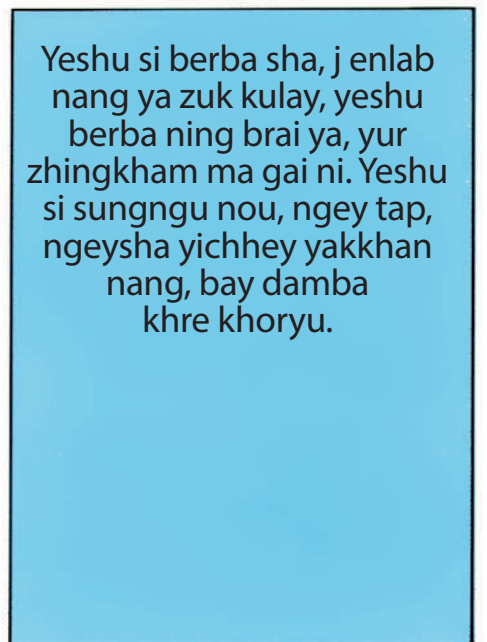 Yeshu si berba sha, j enlab
nang ya zuk kulay, yeshu
berba ning brai ya, yur
zhingkham ma gai ni. Yeshu
si sungngu nou, ngey tap,
ngeysha yichhey yakkhan
nang, bay damba
khre khoryu.